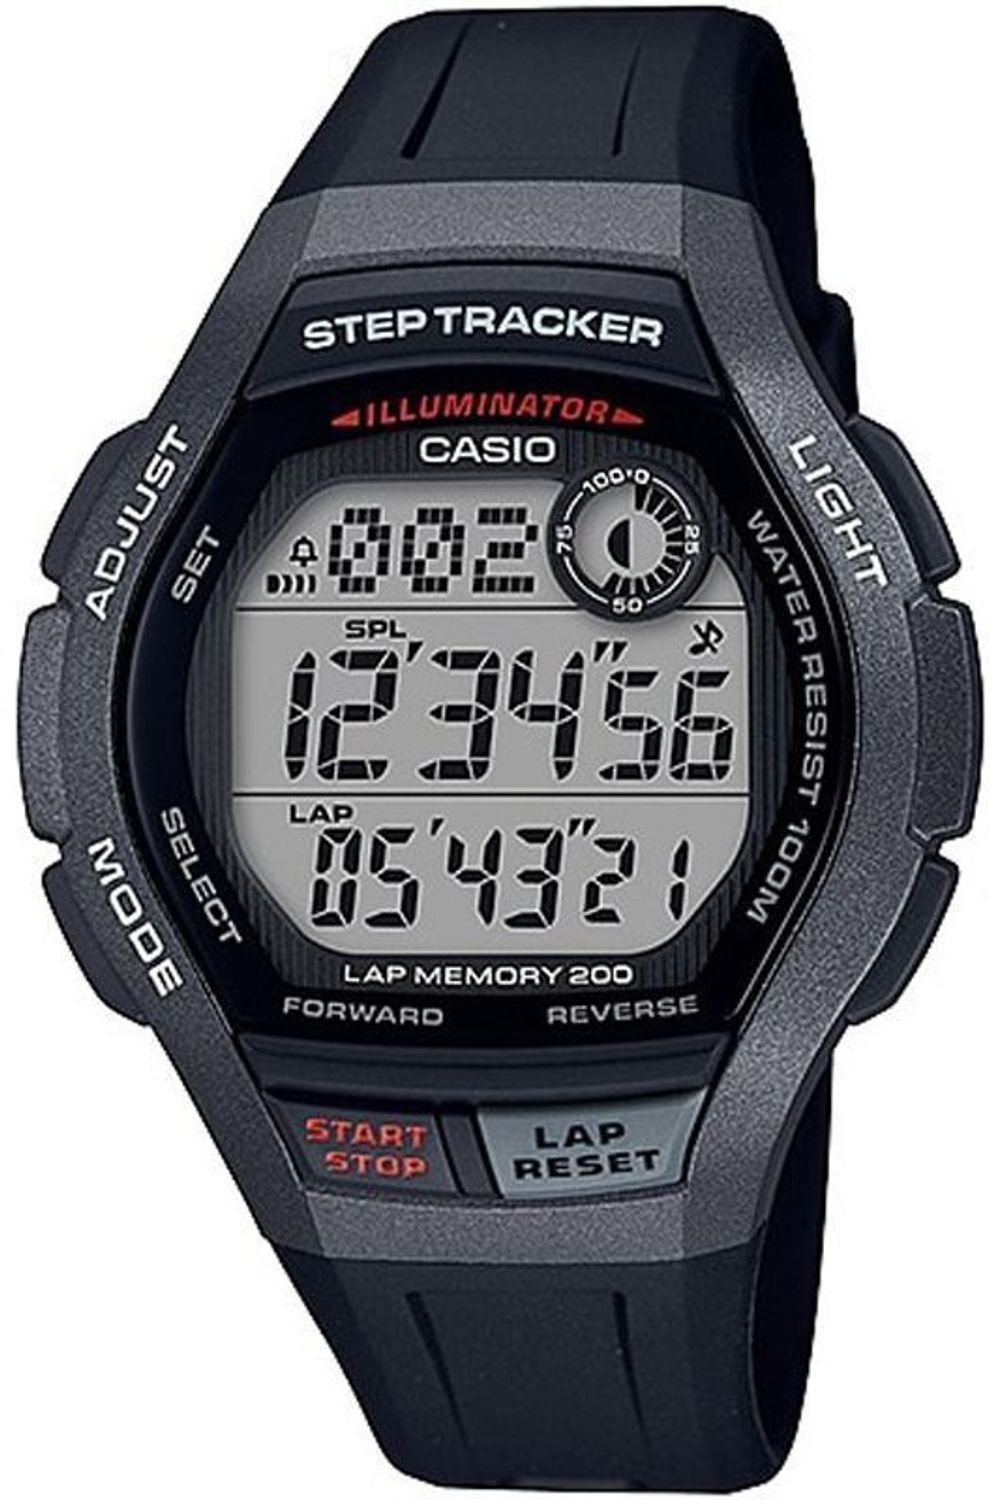 STEP TRACKER
ILLUMINATOR
CASIO
ADJUST
SET
LIGHT
WATER RESIST 100M
100·0
25
50
75
002
SPL
12'34"56
LAP
05'43"21
MODE
SELECT
LAP MEMORY 200
FORWARD
REVERSE
START
STOP
LAP
RESET